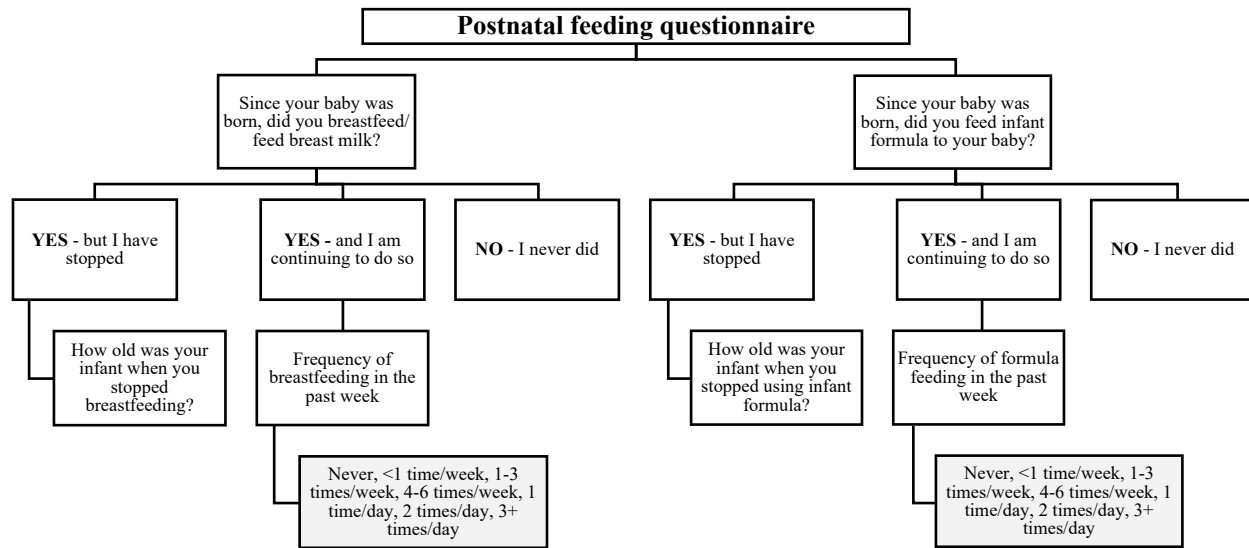 Postnatal feeding questionnaire
Since your baby was
born, did you breastfeed/
feed breast milk?
Since your baby was
born, did you feed infant
formula to your baby?
YES - but I have
stopped
YES - and I am
continuing to do so
NO - I never did
YES - but I have
stopped
YES - and I am
continuing to do so
NO - I never did
How old was your
infant when you
stopped
breastfeeding?
Frequency of
breastfeeding in the
past week
How old was your
infant when you
stopped using infant
formula?
Frequency of formula
feeding in the past
week
Never, <1 time/week, 1-3
times/week, 4-6 times/week, 1
time/day, 2 times/day, 3+
times/day
Never, <1 time/week, 1-3
times/week, 4-6 times/week, 1
time/day, 2 times/day, 3+
times/day